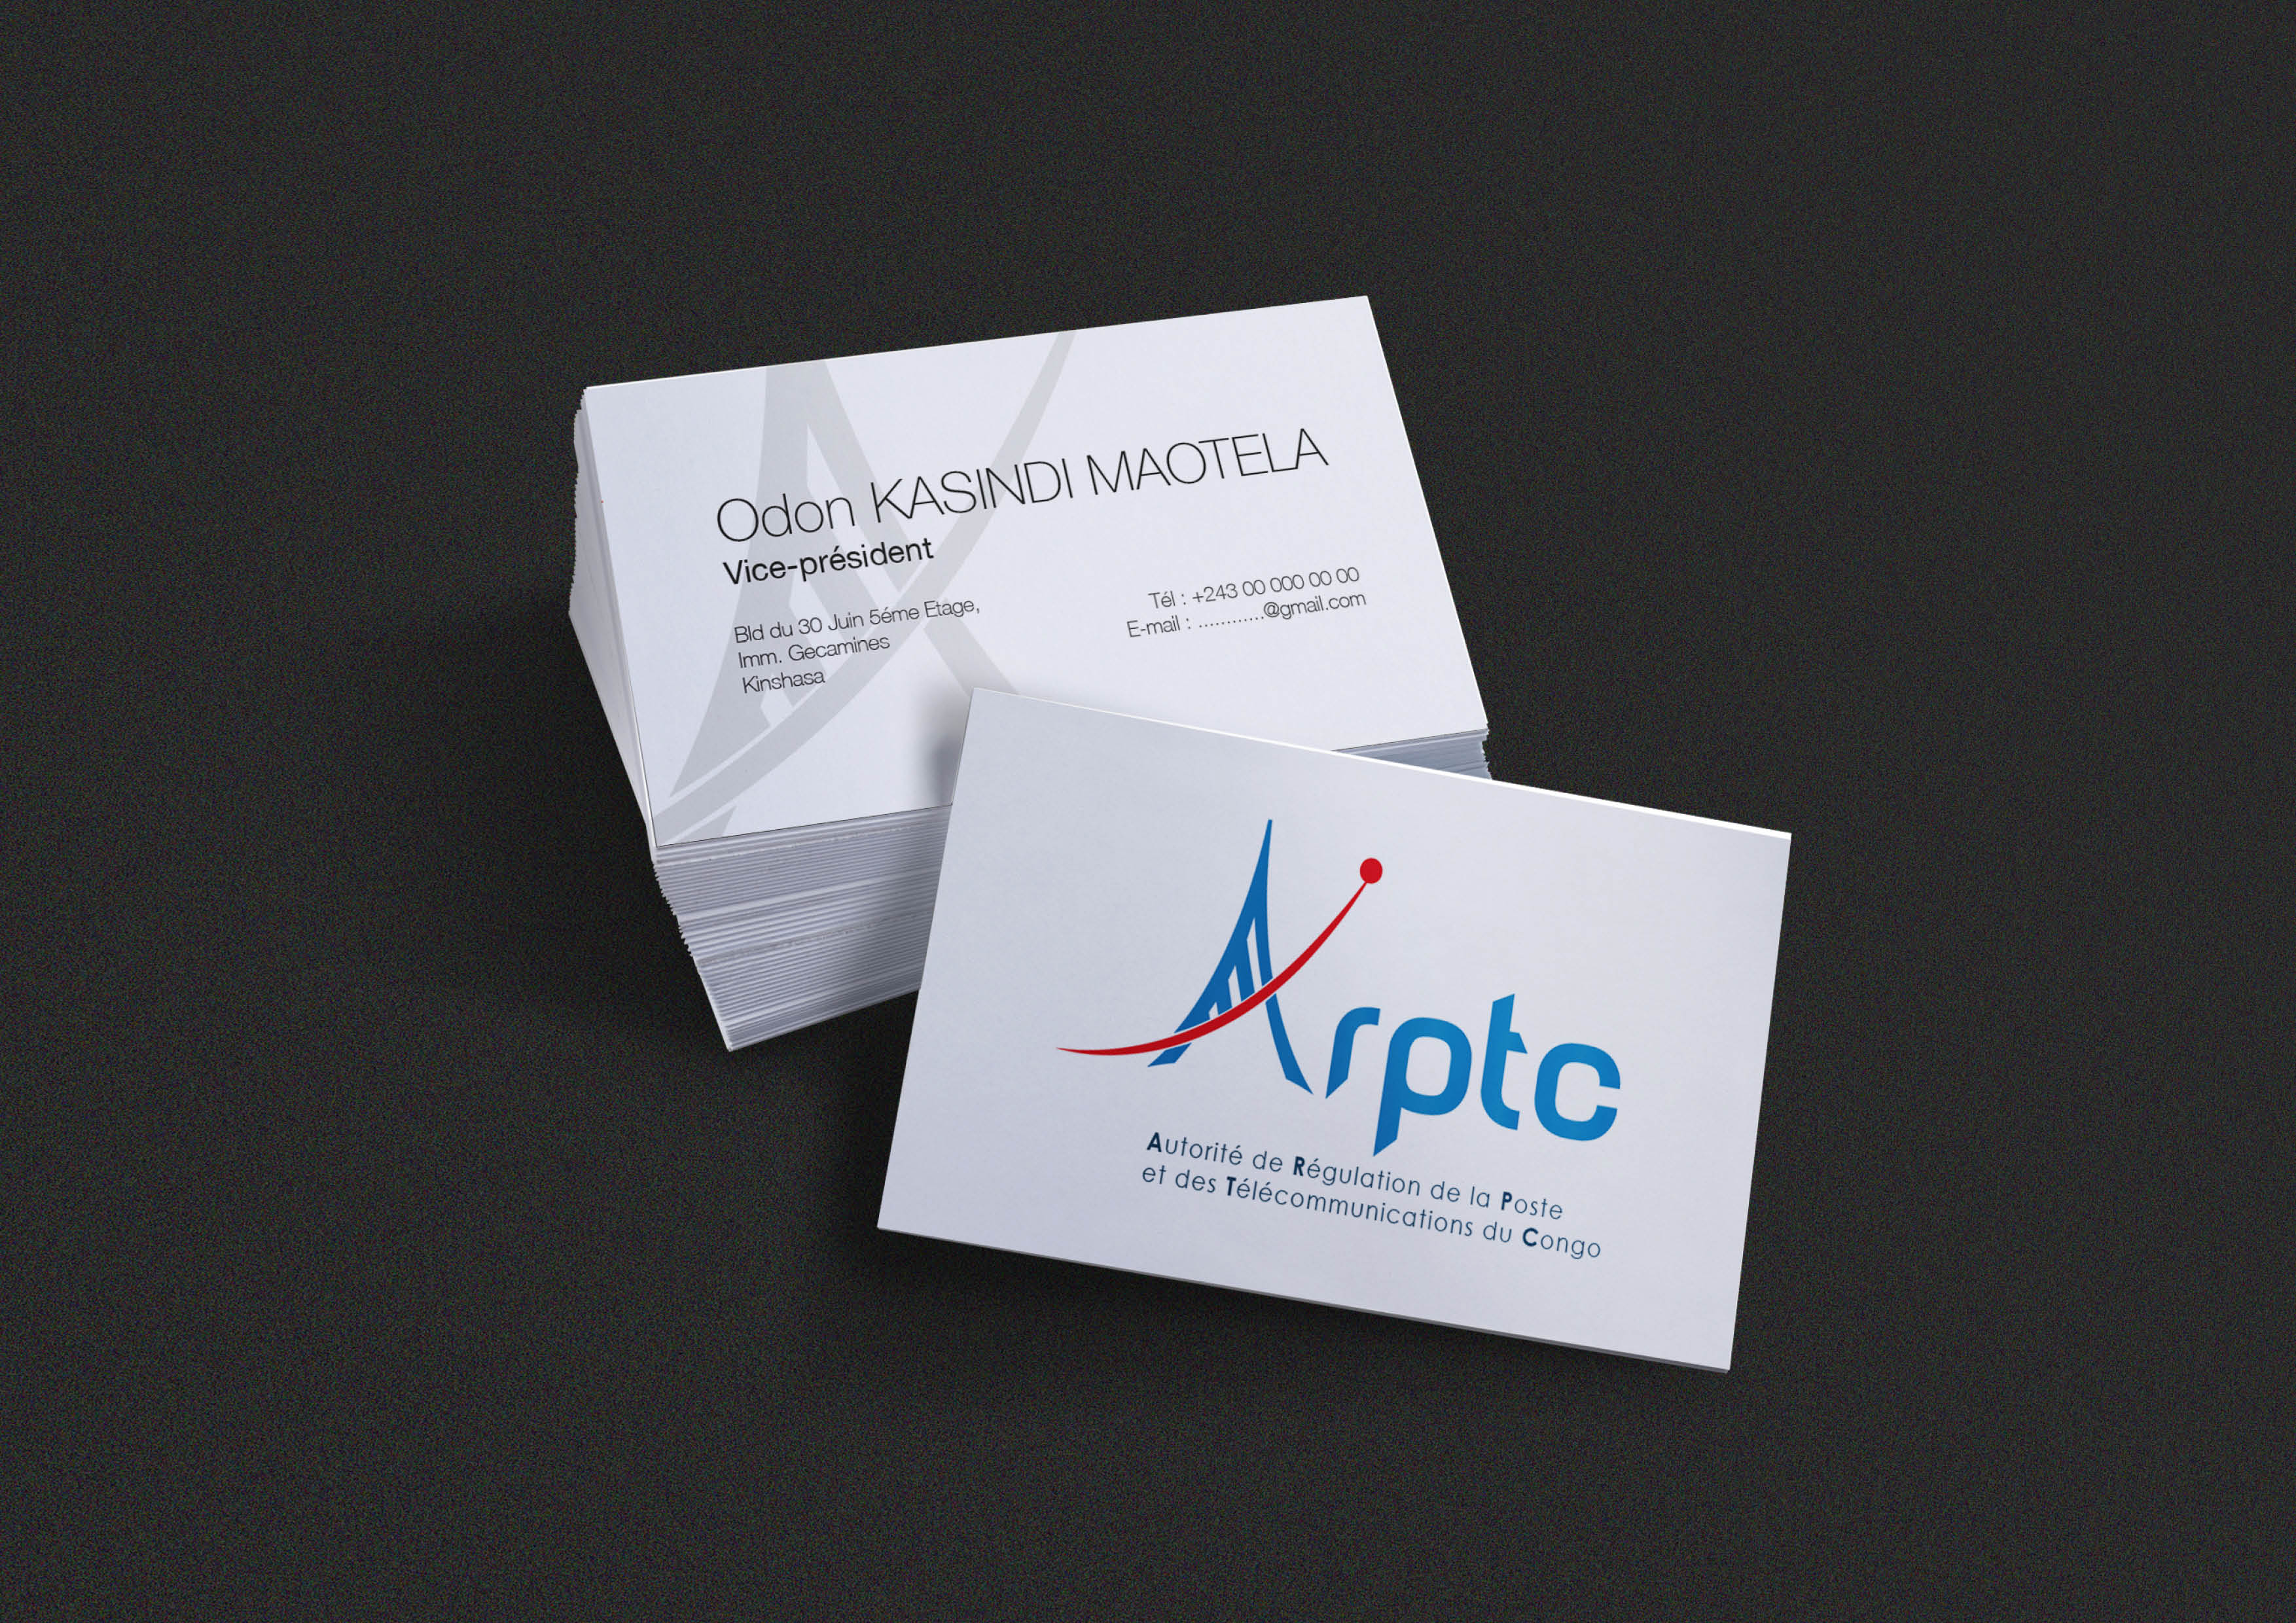 Odon KASINDI MAOTELA
Vice-président
Bld du 30 Juin 5éme Etage,
Imm. Gecamines
Kinshasa
Tél : +243 00 000 00 00
E-mail : ............@gmail.com
Arptc
Autorité de Régulation de la Poste
et des Télécommunications du Congo